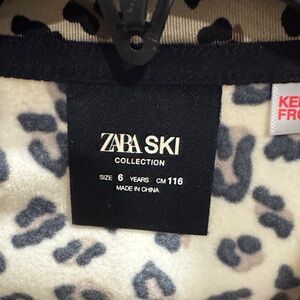 ZARA SKI
COLLECTION
SIZE 6 YEARS CM 116
MADE IN CHINA